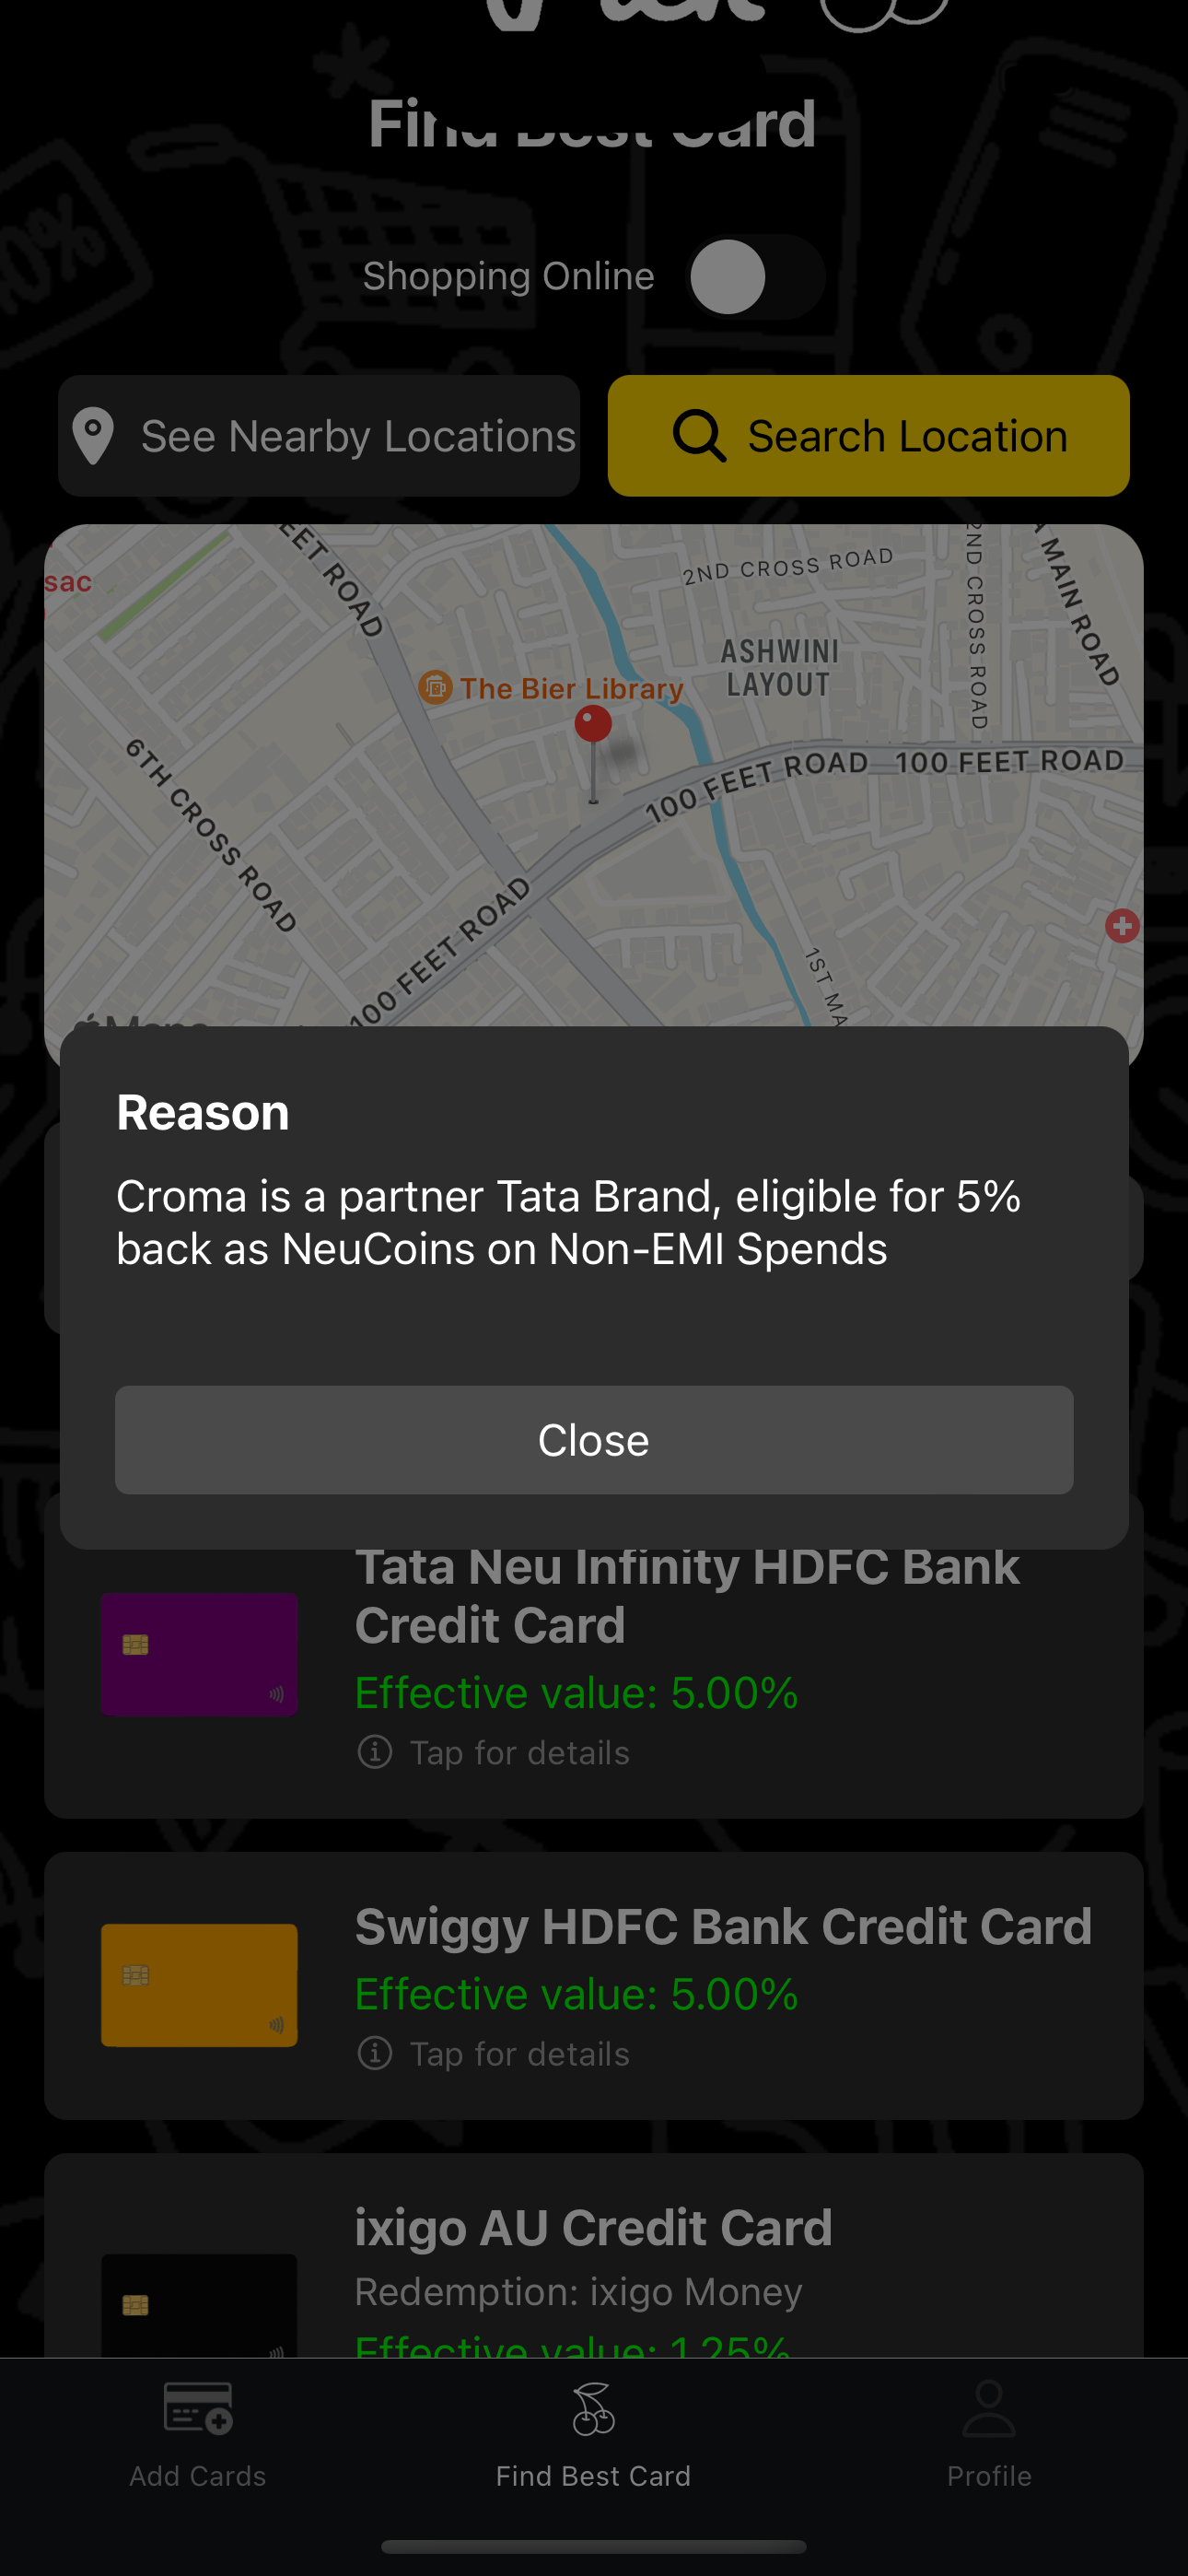 Find Best Card
Shopping Online
See Nearby Locations
Search Location
sac
EET ROAD
2ND CROSS ROAD
2ND CROSS ROAD
A MAIN ROAD
ASHWINI
LAYOUT
The Bier Library
6TH CROSS ROAD
100 FEET ROAD
100 FEET ROAD
100 FEET ROAD
1ST MA
Maps
Reason
Croma is a partner Tata Brand, eligible for 5%
back as NeuCoins on Non-EMI Spends
Close
Tata Neu Infinity HDFC Bank
Credit Card
Effective value: 5.00%
Tap for details
Swiggy HDFC Bank Credit Card
Effective value: 5.00%
Tap for details
ixigo AU Credit Card
Redemption: ixigo Money
Effective value: 1.25%
Add Cards
Find Best Card
Profile